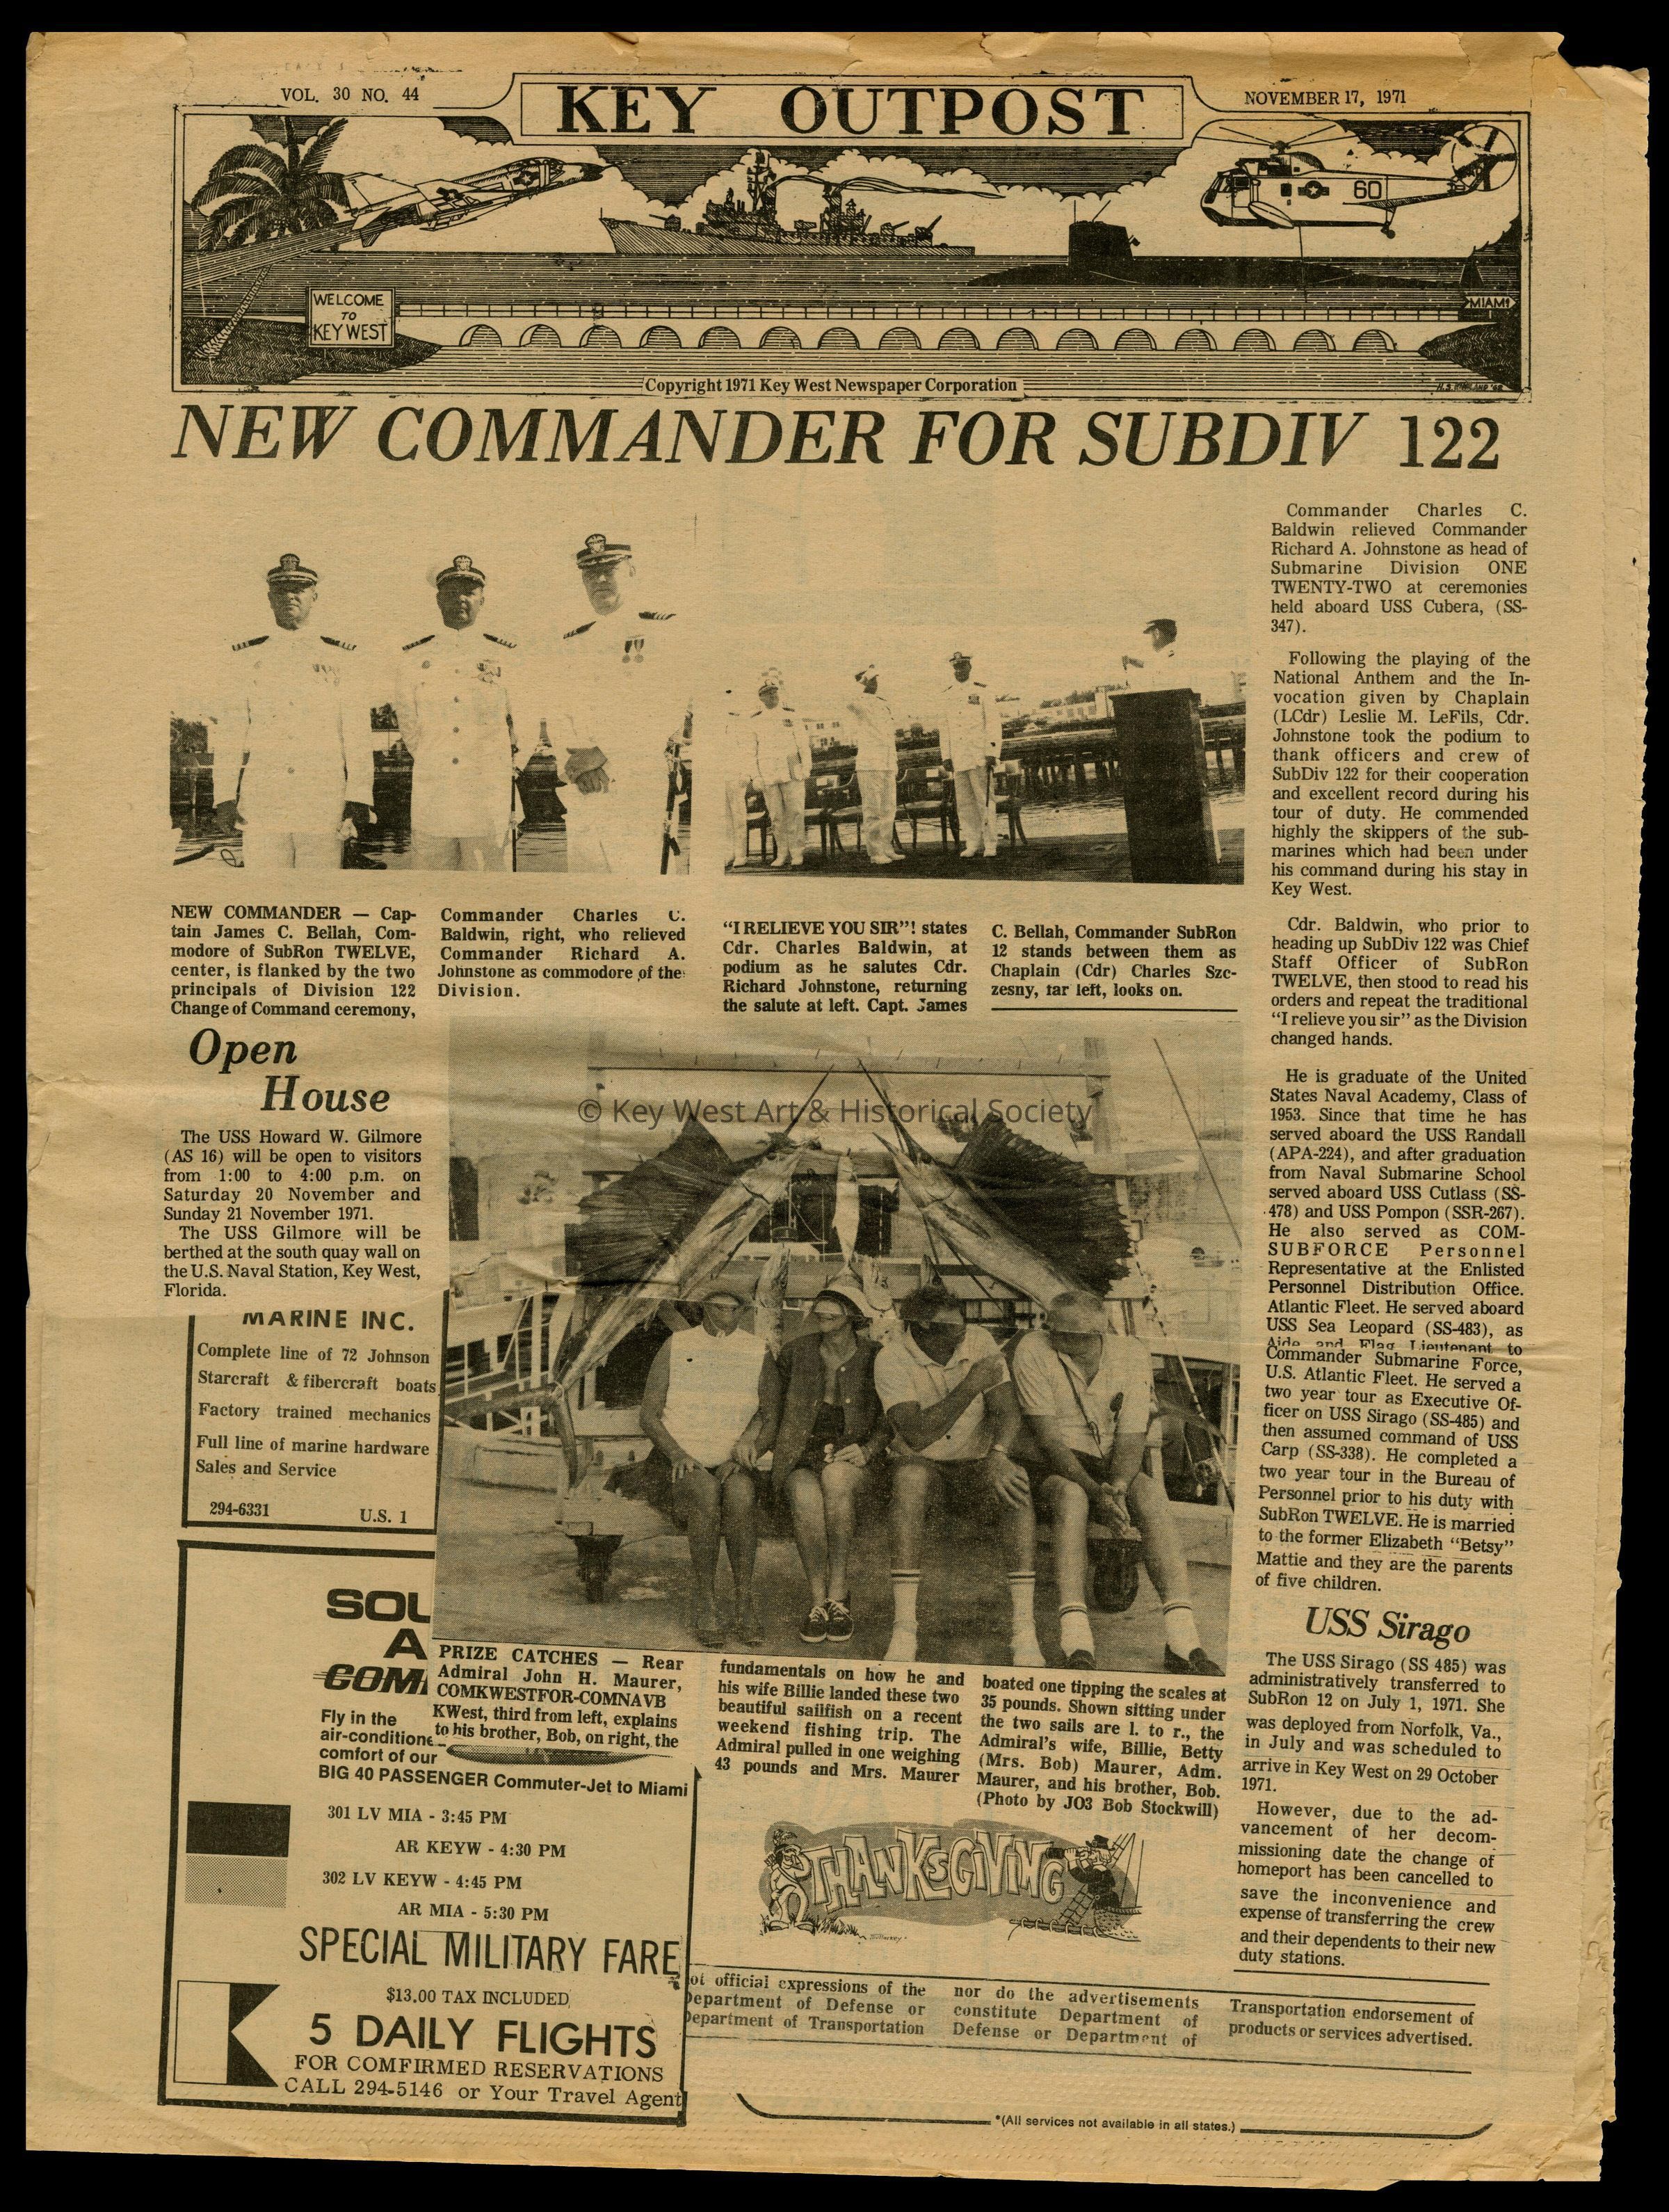 VOL. 30 NO. 44
KEY OUTPOST
NOVEMBER 17, 1971
60
WELCOME
TO
KEY WEST
MIAMI
Copyright 1971 Key West Newspaper Corporation
NEW COMMANDER FOR SUBDIV 122
NEW COMMANDER — Cap-
tain James C. Bellah, Com-
modore of SubRon TWELVE,
center, is flanked by the two
principals of Division 122
Change of Command ceremony,
Commander Charles C.
Baldwin, right, who relieved
Commander Richard A.
Johnstone as commodore of the
Division.
"I RELIEVE YOU SIR"! states
Cdr. Charles Baldwin, at
podium as he salutes Cdr.
Richard Johnstone, returning
the salute at left. Capt. James
C. Bellah, Commander SubRon
12 stands between them as
Chaplain (Cdr) Charles Szc-
zesny, far left, looks on.
Commander Charles C.
Baldwin relieved Commander
Richard A. Johnstone as head of
Submarine Division ONE
TWENTY-TWO at ceremonies
held aboard USS Cubera, (SS-
347).
Following the playing of the
National Anthem and the In-
vocation given by Chaplain
(LCdr) Leslie M. LeFils, Cdr.
Johnstone took the podium to
thank officers and crew of
SubDiv 122 for their cooperation
and excellent record during his
tour of duty. He commended
highly the skippers of the sub-
marines which had been under
his command during his stay in
Key West.
Cdr. Baldwin, who prior to
heading up SubDiv 122 was Chief
Staff Officer of SubRon
TWELVE, then stood to read his
orders and repeat the traditional
"I relieve you sir" as the Division
changed hands.
He is graduate of the United
States Naval Academy, Class of
1953. Since that time he has
served aboard the USS Randall
(APA-224), and after graduation
from Naval Submarine School
served aboard USS Cutlass (SS-
478) and USS Pompon (SSR-267).
He also served as COM-
SUBFORCE Personnel
Representative at the Enlisted
Personnel Distribution Office.
Atlantic Fleet. He served aboard
USS Sea Leopard (SS-483), as
Aide and Flag Lieutenant to
Commander Submarine Force,
U.S. Atlantic Fleet. He served a
two year tour as Executive Of-
ficer on USS Sirago (SS-485) and
then assumed command of USS
Carp (SS-338). He completed a
two year tour in the Bureau of
Personnel prior to his duty with
SubRon TWELVE. He is married
to the former Elizabeth "Betsy"
Mattie and they are the parents
of five children.
Open
House
The USS Howard W. Gilmore
(AS 16) will be open to visitors
from 1:00 to 4:00 p.m. on
Saturday 20 November and
Sunday 21 November 1971.
The USS Gilmore will be
berthed at the south quay wall on
the U.S. Naval Station, Key West,
Florida.
© Key West Art & Historical Society
MARINE INC.
Complete line of 72 Johnson
Starcraft & fibercraft boats
Factory trained mechanics
Full line of marine hardware
Sales and Service
294-6331 U.S. 1
SOU
A
COM
Fly in the
air-conditione
comfort of our
BIG 40 PASSENGER Commuter-Jet to Miami
301 LV MIA - 3:45 PM
AR KEYW - 4:30 PM
302 LV KEYW - 4:45 PM
AR MIA - 5:30 PM
SPECIAL MILITARY FARE
$13.00 TAX INCLUDED
5 DAILY FLIGHTS
FOR COMFIRMED RESERVATIONS
CALL 294-5146 or Your Travel Agent
PRIZE CATCHES — Rear
Admiral John H. Maurer,
COMKWESTFOR-COMNAVB
KWest, third from left, explains
to his brother, Bob, on right, the
fundamentals on how he and
his wife Billie landed these two
beautiful sailfish on a recent
weekend fishing trip. The
Admiral pulled in one weighing
43 pounds and Mrs. Maurer
boated one tipping the scales at
35 pounds. Shown sitting under
the two sails are l. to r., the
Admiral's wife, Billie, Betty
(Mrs. Bob) Maurer, Adm.
Maurer, and his brother, Bob.
(Photo by JO3 Bob Stockwill)
THANKSGIVING
USS Sirago
The USS Sirago (SS 485) was
administratively transferred to
SubRon 12 on July 1, 1971. She
was deployed from Norfolk, Va.,
in July and was scheduled to
arrive in Key West on 29 October
1971.
However, due to the ad-
vancement of her decom-
missioning date the change of
homeport has been cancelled to
save the inconvenience and
expense of transferring the crew
and their dependents to their new
duty stations.
ot official expressions of the
Department of Defense or
Department of Transportation
nor do the advertisements
constitute Department of
Defense or Department of
Transportation endorsement of
products or services advertised.
*(All services not available in all states.)